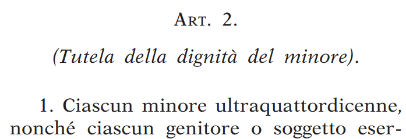 ART. 2.
(Tutela della dignità del minore).
1. Ciascun minore ultraquattordicenne,
nonché ciascun genitore o soggetto eser-